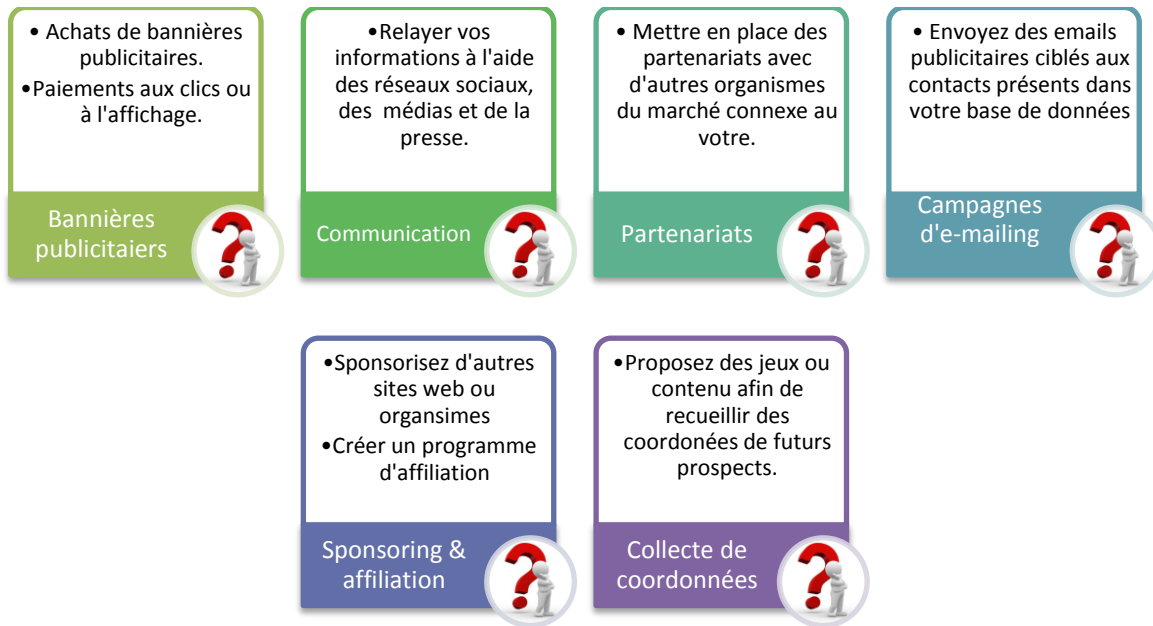 • Achats de bannières
publicitaires.
•Paiements aux clics ou
à l'affichage.
Bannières
publicitaiers
•Relayer vos
informations à l'aide
des réseaux sociaux,
des médias et de la
presse.
Communication
• Mettre en place des
partenariats avec
d'autres organismes
du marché connexe au
votre.
Partenariats
• Envoyez des emails
publicitaires ciblés aux
contacts présents dans
votre base de données
Campagnes
d'e-mailing
•Sponsorisez d'autres
sites web ou
organsimes
•Créer un programme
d'affiliation
Sponsoring &
affiliation
•Proposez des jeux ou
contenu afin de
recueillir des
coordonées de futurs
prospects.
Collecte de
coordonnées